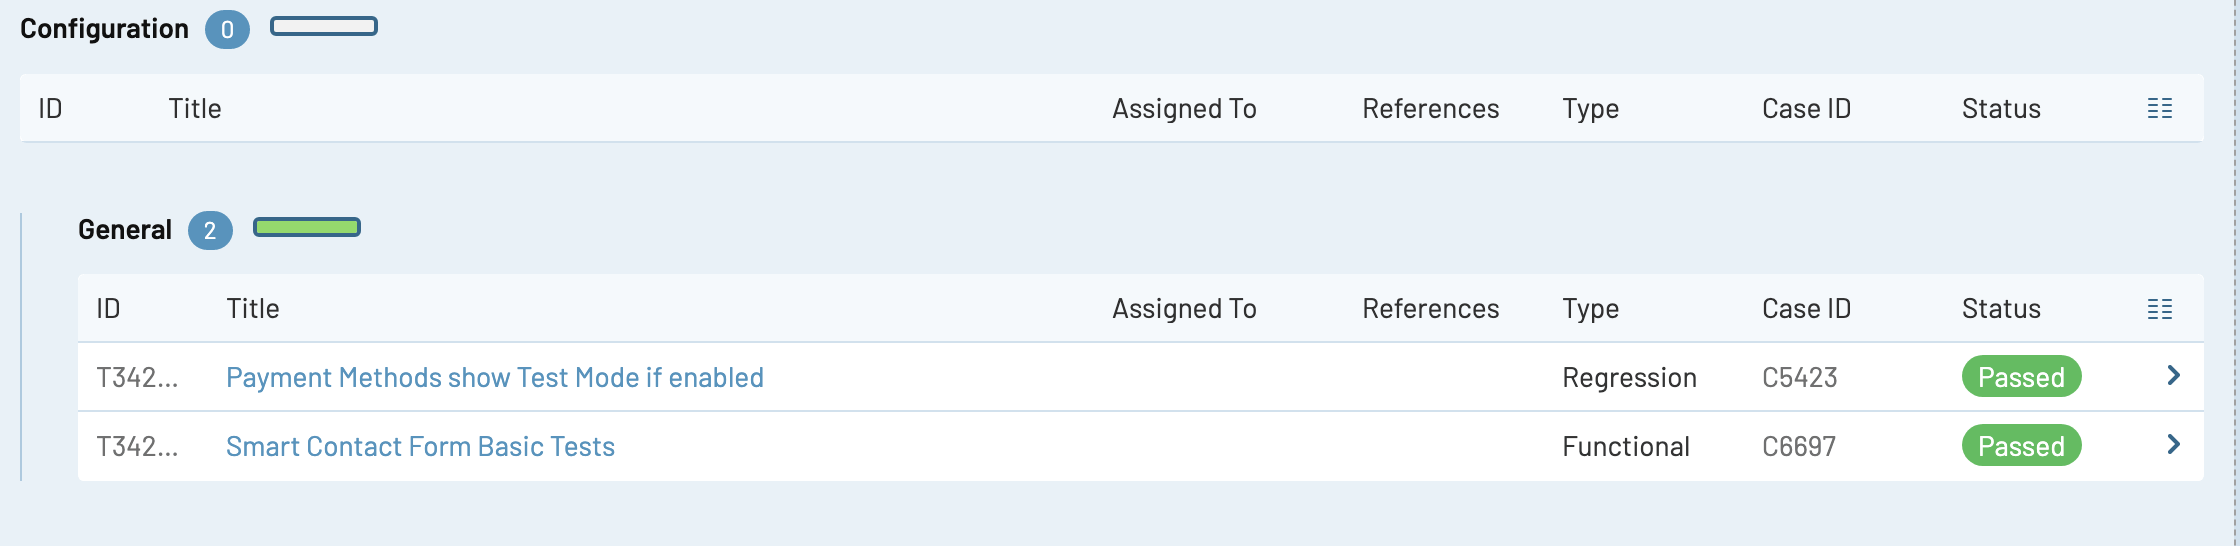 Configuration 0
ID Title Assigned To References Type Case ID Status
General 2
ID Title Assigned To References Type Case ID Status
T342... Payment Methods show Test Mode if enabled Regression C5423 Passed
T342... Smart Contact Form Basic Tests Functional C6697 Passed